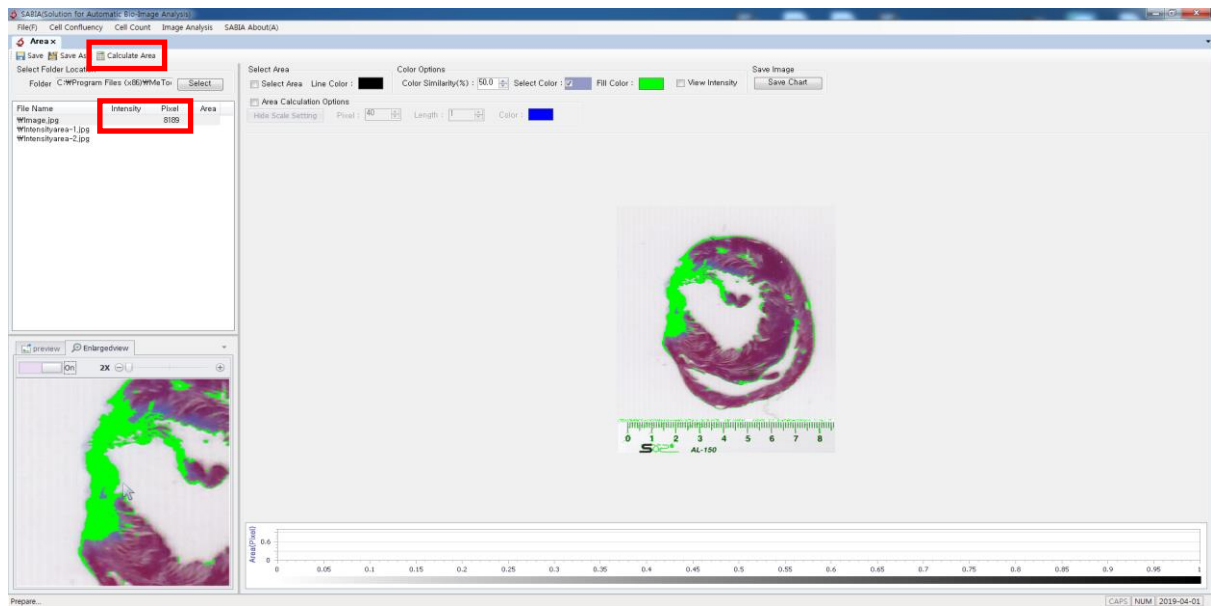 SABIA(Solution for Automatic Bio-Image Analysis)
File(F) Cell Confluency Cell Count Image Analysis SABIA About(A)
Area x
Save Save As Calculate Area
Select Folder Location
Folder C:₩Program Files (x86)₩MeTo Select
File Name Intensity Pixel Area
₩Image.jpg 8189
₩Intensityarea-1.jpg
₩Intensityarea-2.jpg
Select Area Color Options Save Image
Select Area Line Color : Color Similarity(%) : 50.0 Select Color : Fill Color : View Intensity Save Chart
Area Calculation Options
Hide Scale Setting Pixel : 40 Length : 1 Color :
preview Enlargedview
On 2X
0 1 2 3 4 5 6 7 8
AL-150
Area(Pixel)
0.6
0
0 0.05 0.1 0.15 0.2 0.25 0.3 0.35 0.4 0.45 0.5 0.55 0.6 0.65 0.7 0.75 0.8 0.85 0.9 0.95 1
Prepare... CAPS NUM 2019-04-01